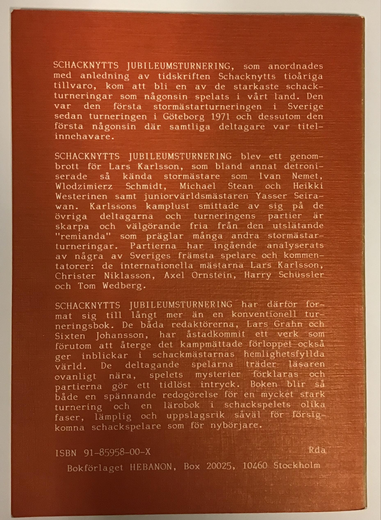 SCHACKNYTTS JUBILEUMSTURNERING, som anordnades
med anledning av tidskriften Schacknytts tioåriga
tillvaro, kom att bli en av de starkaste schack-
turneringar som någonsin spelats i vårt land. Den
var den första stormästarturneringen i Sverige
sedan turneringen i Göteborg 1971 och dessutom den
första någonsin där samtliga deltagare var titel-
innehavare.
SCHACKNYTTS JUBILEUMSTURNERING blev ett genom-
brott för Lars Karlsson, som bland annat detroni-
serade så kända stormästare som Ivan Nemet,
Wlodzimierz Schmidt, Michael Stean och Heikki
Westerinen samt juniorvärldsmästaren Yasser Seira-
wan. Karlssons kamplust smittade av sig på de
övriga deltagarna och turneringens partier är
skarpa och välgörande fria från den utslätande
"remianda" som präglar många andra stormästar-
turneringar. Partierna har ingående analyserats
av några av Sveriges främsta spelare och kommen-
tatorer: de internationella mästarna Lars Karlsson,
Christer Niklasson, Axel Ornstein, Harry Schüssler
och Tom Wedberg.
SCHACKNYTTS JUBILEUMSTURNERING har därför for-
mat sig till långt mer än en konventionell tur-
neringsbok. De båda redaktörerna, Lars Grahn och
Sixten Johansson, har åstadkommit ett verk som
förutom att återge det kampmättade förloppet också
ger inblickar i schackmästarnas hemlighetsfyllda
värld. De deltagande spelarna träder läsaren
ovanligt nära, spelets mysterier förklaras och
partierna gör ett tidlöst intryck. Boken blir så
både en spännande redogörelse för en mycket stark
turnering och en lärobok i schackspelets olika
faser, lämplig och uppslagsrik såväl för försig-
komna schackspelare som för nybörjare.
ISBN 91-85958-00-X Rda
Bokförlaget HEBANON, Box 20025, 10460 Stockholm